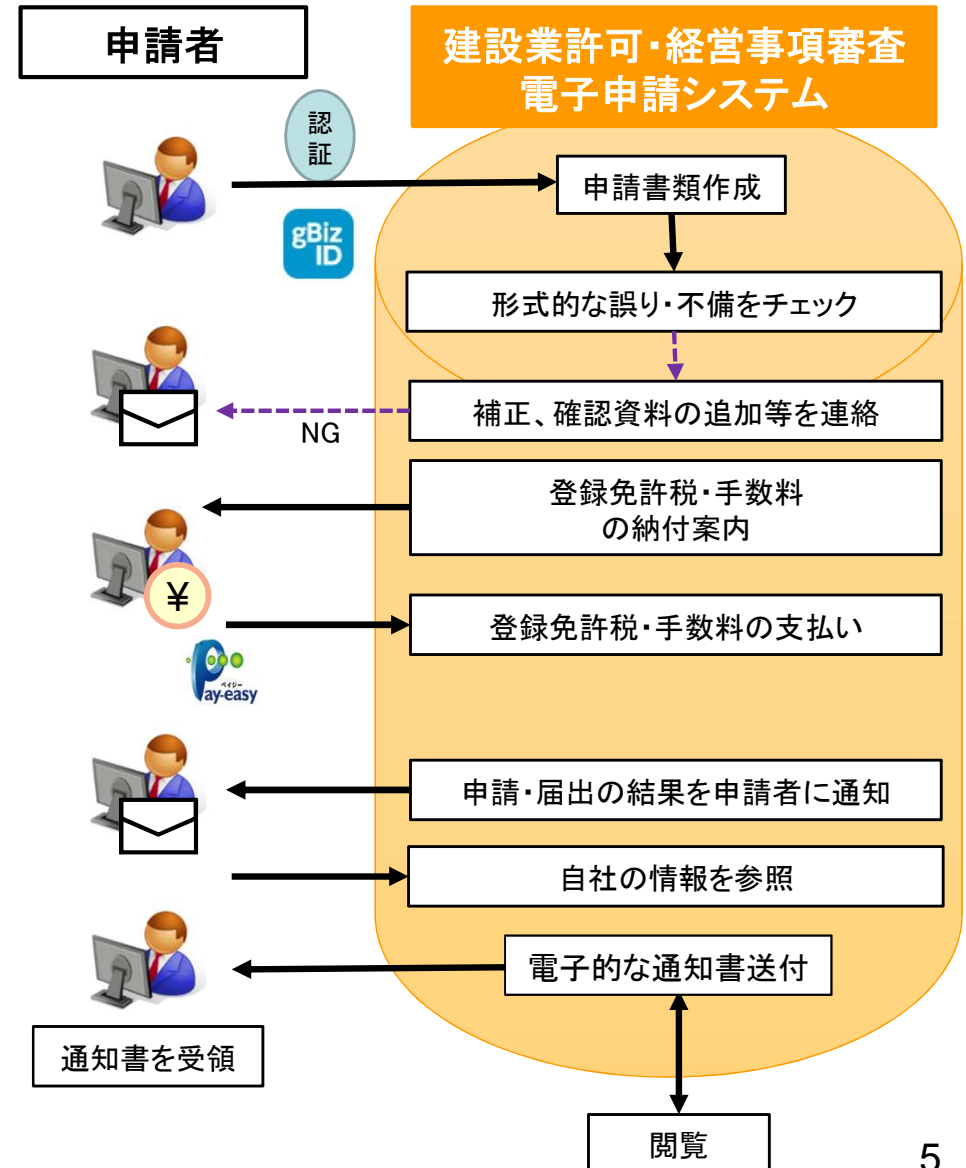 申請者
建設業許可・経営事項審査
電子申請システム
認
証
申請書類作成
gBiz
ID
形式的な誤り・不備をチェック
補正、確認資料の追加等を連絡
NG
登録免許税・手数料
の納付案内
¥
登録免許税・手数料の支払い
ペイジー
Pay-easy
申請・届出の結果を申請者に通知
自社の情報を参照
電子的な通知書送付
通知書を受領
閲覧
5